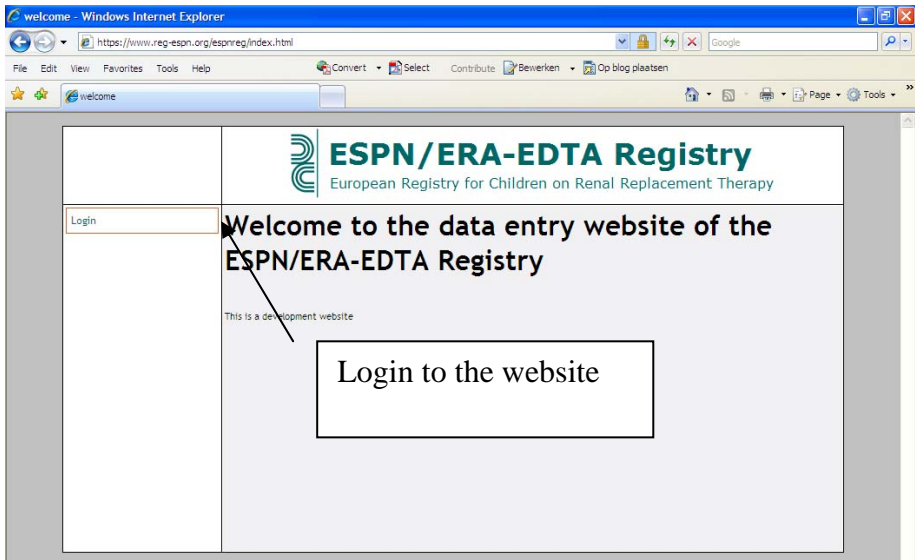 welcome - Windows Internet Explorer
https://www.reg-espn.org/espnreg/index.html
Google
File Edit View Favorites Tools Help
Convert Select Contribute Bewerken Op blog plaatsen
welcome
Page Tools »
ESPN/ERA-EDTA Registry
European Registry for Children on Renal Replacement Therapy
Login
Welcome to the data entry website of the
ESPN/ERA-EDTA Registry
This is a development website
Login to the website